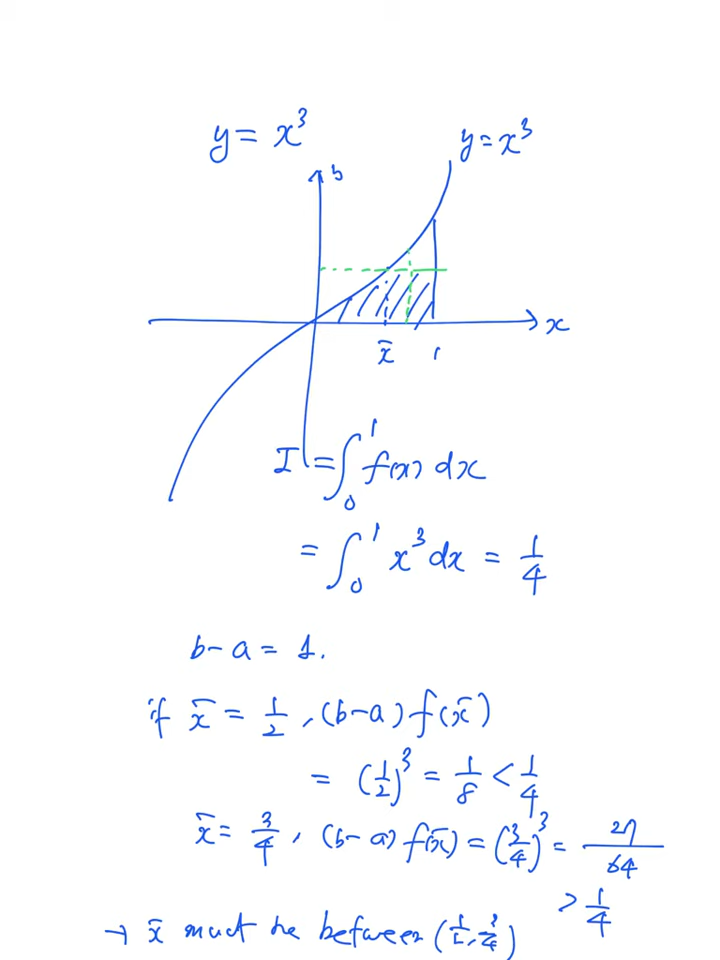 y = x³
y = x³
b
x
x̄ 1
I = ∫₀¹ f(x) dx
= ∫₀¹ x³ dx = 1/4
b - a = 1.
if x̄ = 1/2, (b-a) f(x̄)
= (1/2)³ = 1/8 < 1/4
x̄ = 3/4, (b-a) f(x̄) = (3/4)³ = 27/64
> 1/4
→ x̄ must be between (1/2, 3/4)